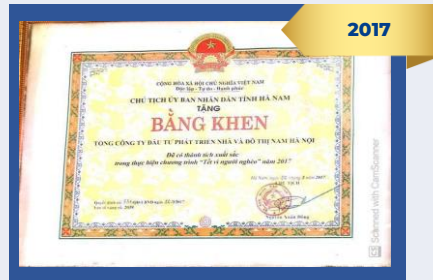 2017
CỘNG HÒA XÃ HỘI CHỦ NGHĨA VIỆT NAM
Độc lập - Tự do - Hạnh phúc
CHỦ TỊCH ỦY BAN NHÂN DÂN TỈNH HÀ NAM
TẶNG
BẰNG KHEN
TỔNG CÔNG TY ĐẦU TƯ PHÁT TRIỂN NHÀ VÀ ĐÔ THỊ NAM HÀ NỘI
Đã có thành tích xuất sắc
trong thực hiện chương trình "Tết vì người nghèo" năm 2017
Scanned with CamScanner